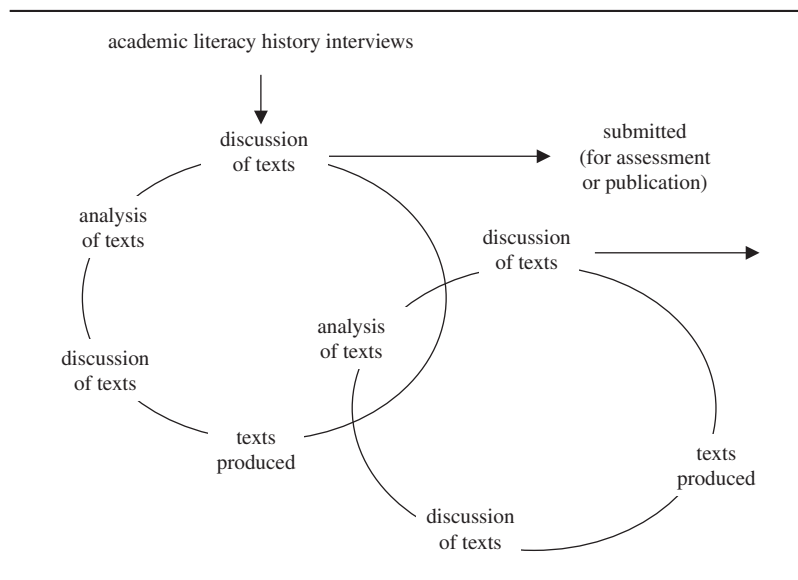 academic literacy history interviews
discussion
of texts
submitted
(for assessment
or publication)
analysis
of texts
discussion
of texts
analysis
of texts
discussion
of texts
texts
produced
texts
produced
discussion
of texts